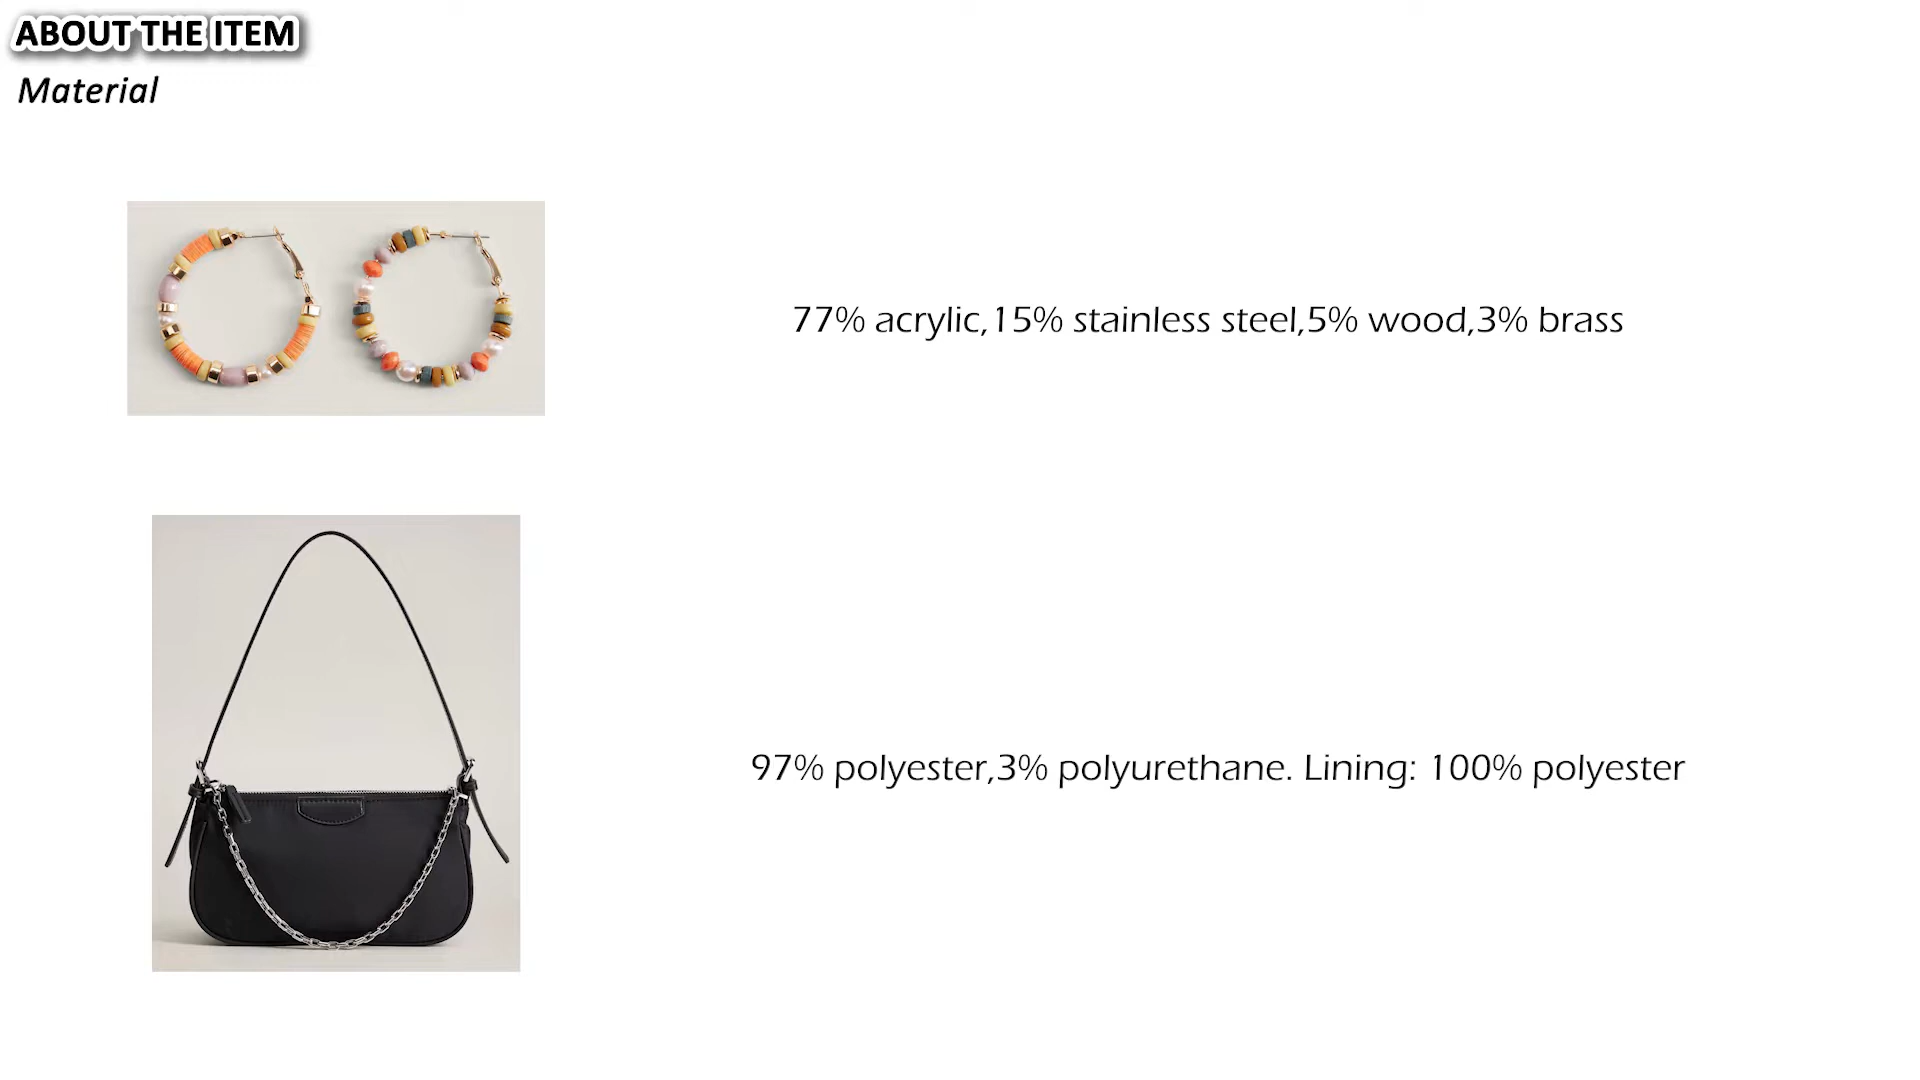 ABOUT THE ITEM
Material
77% acrylic,15% stainless steel,5% wood,3% brass
97% polyester,3% polyurethane. Lining: 100% polyester